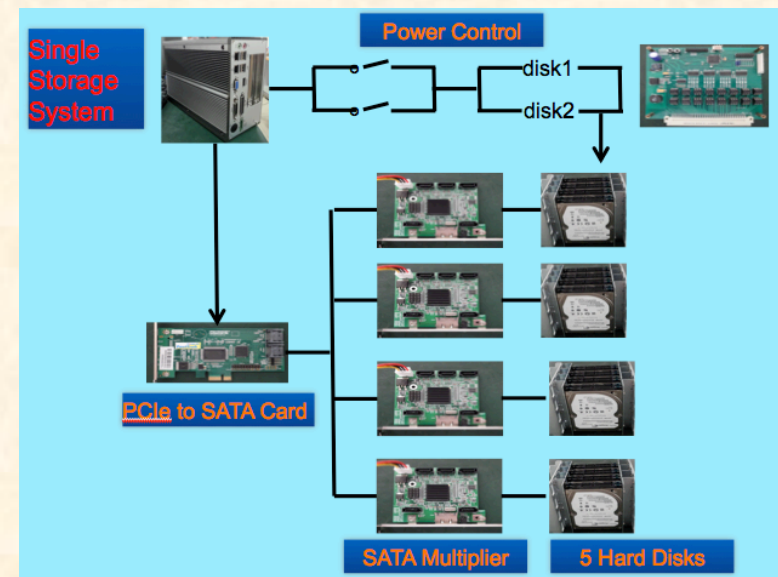 Single
Storage
System
Power Control
disk1
disk2
PCIe to SATA Card
SATA Multiplier
5 Hard Disks